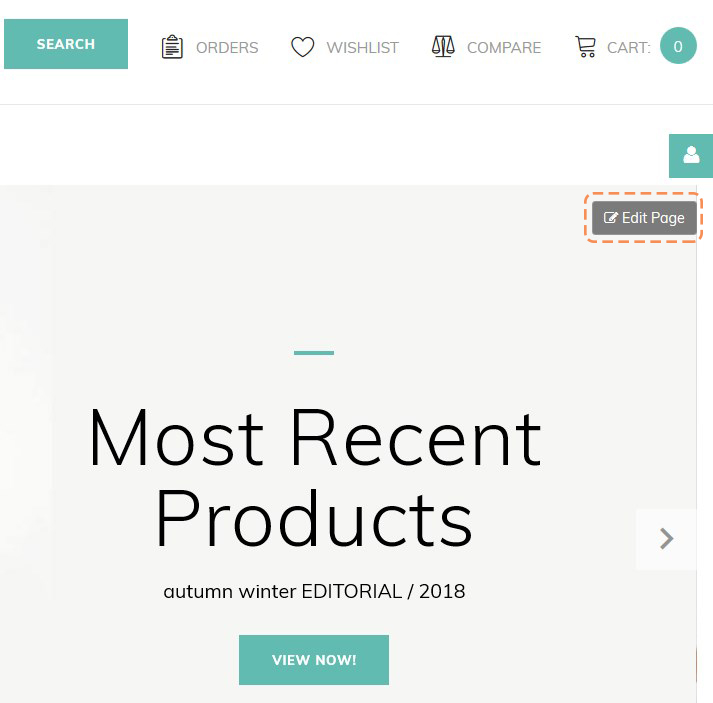 SEARCH
ORDERS
WISHLIST
COMPARE
CART:
0
Edit Page
Most Recent
Products
autumn winter EDITORIAL / 2018
VIEW NOW!